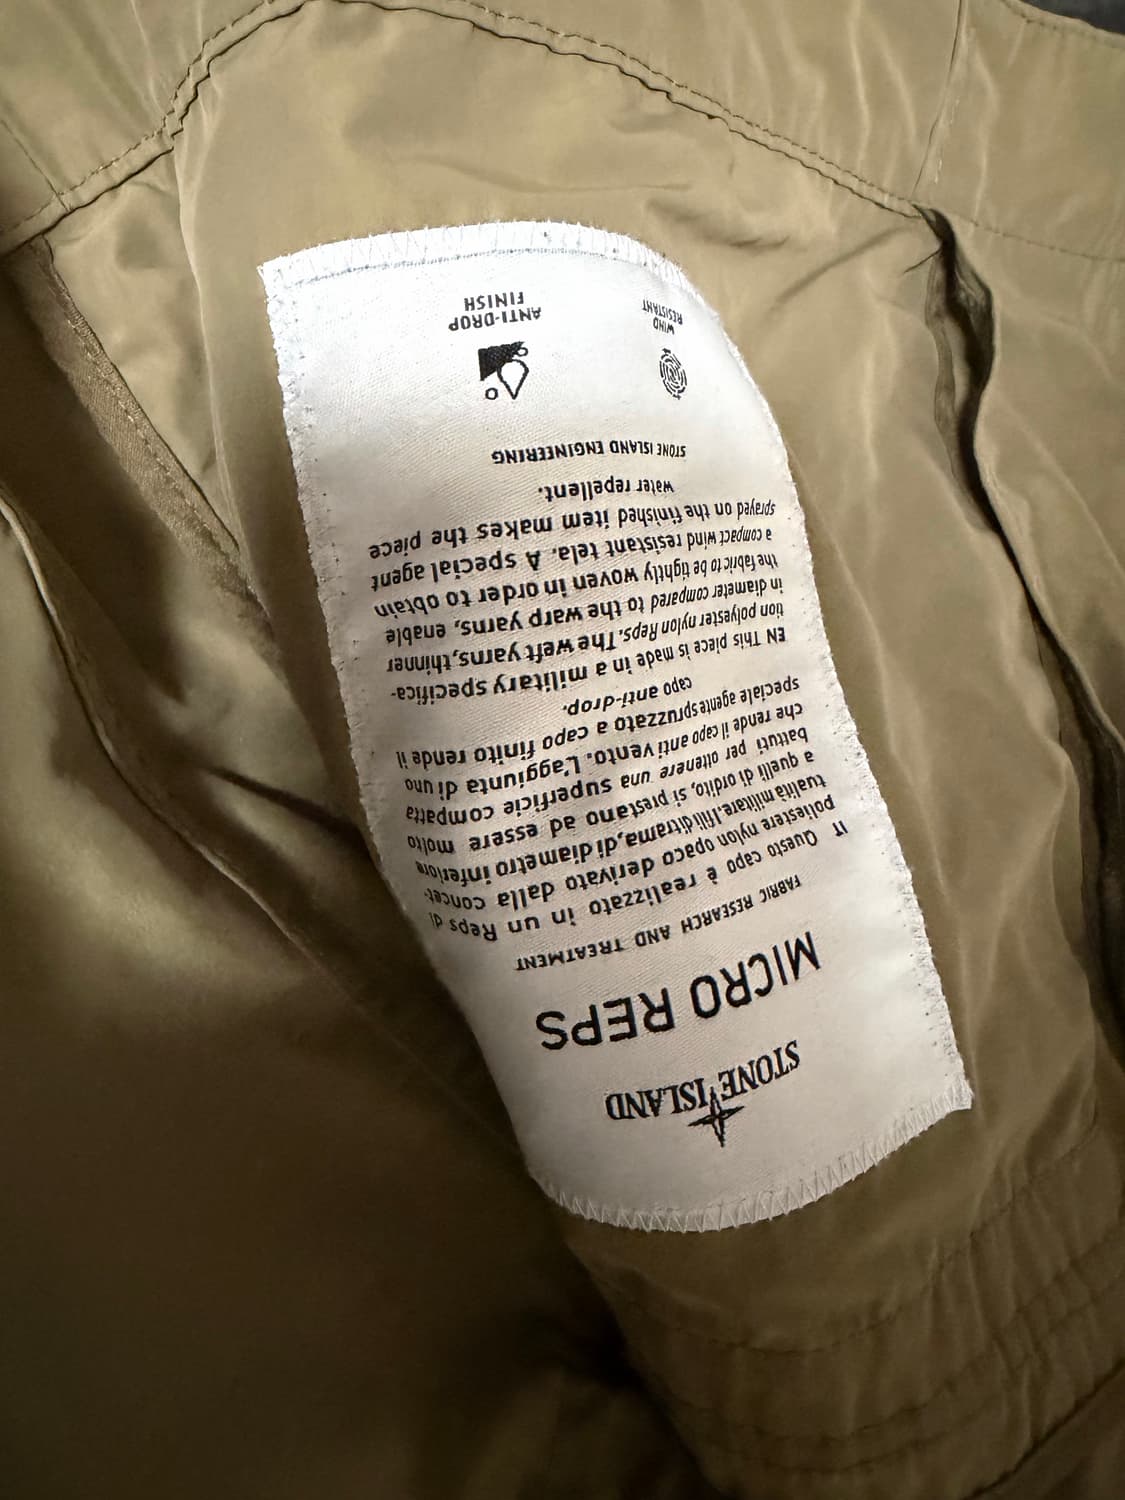 STONE ISLAND
MICRO REPS
FABRIC RESEARCH AND TREATMENT
IT Questo capo è realizzato in un Reps di
poliestere nylon opaco derivato dalla concet-
tualità militare. I fili di trama, di diametro inferiore
a quelli di ordito, si prestano ad essere molto
battuti per ottenere una superficie compatta
che rende il capo anti vento. L'aggiunta di uno
speciale agente spruzzato a capo finito rende il
capo anti-drop.
EN This piece is made in a military specifica-
tion polyester nylon Reps. The weft yarns, thinner
in diameter compared to the warp yarns, enable
the fabric to be tightly woven in order to obtain
a compact wind resistant tela. A special agent
sprayed on the finished item makes the piece
water repellent.
STONE ISLAND ENGINEERING
WIND
RESISTANT
ANTI-DROP
FINISH